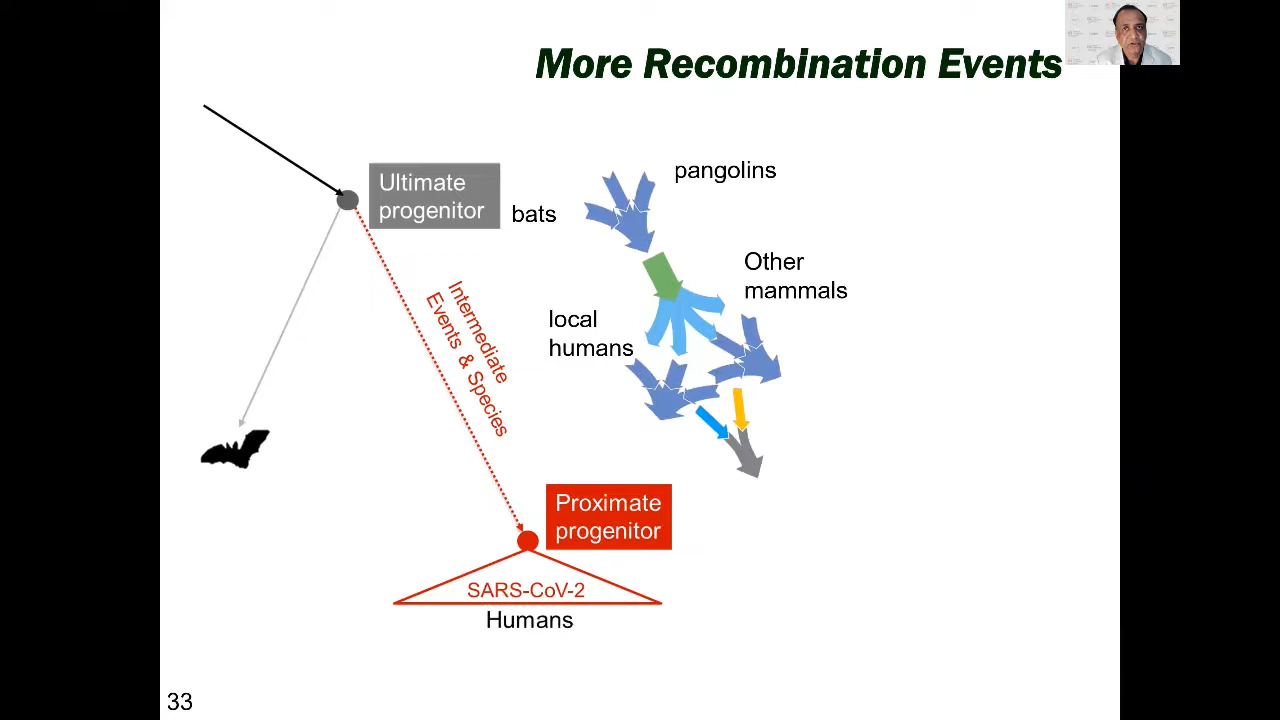 More Recombination Events
Ultimate
progenitor
bats
pangolins
Other
mammals
local
humans
Intermediate
Events & Species
Proximate
progenitor
SARS-CoV-2
Humans
33